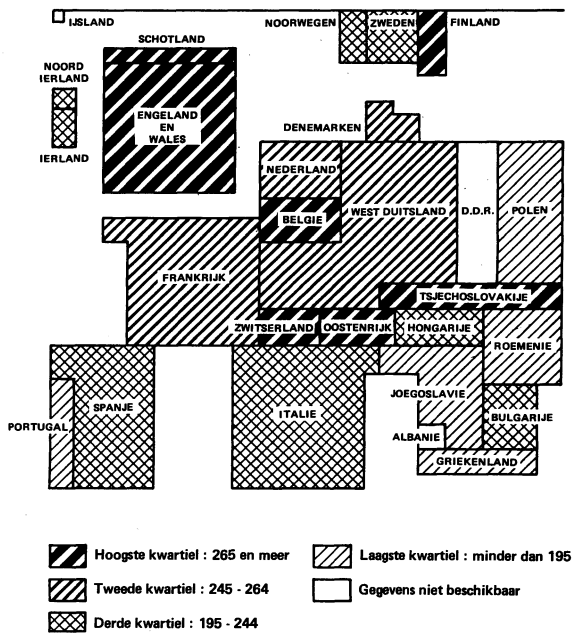 IJSLAND
NOORWEGEN
ZWEDEN
FINLAND
SCHOTLAND
NOORD
IERLAND
ENGELAND
EN
WALES
IERLAND
DENEMARKEN
NEDERLAND
BELGIE
WEST DUITSLAND
D.D.R.
POLEN
FRANKRIJK
TSJECHOSLOVAKIJE
ZWITSERLAND
OOSTENRIJK
HONGARIJE
ROEMENIE
SPANJE
ITALIE
JOEGOSLAVIE
PORTUGAL
BULGARIJE
ALBANIE
GRIEKENLAND
Hoogste kwartiel : 265 en meer
Tweede kwartiel : 245 - 264
Derde kwartiel : 195 - 244
Laagste kwartiel : minder dan 195
Gegevens niet beschikbaar